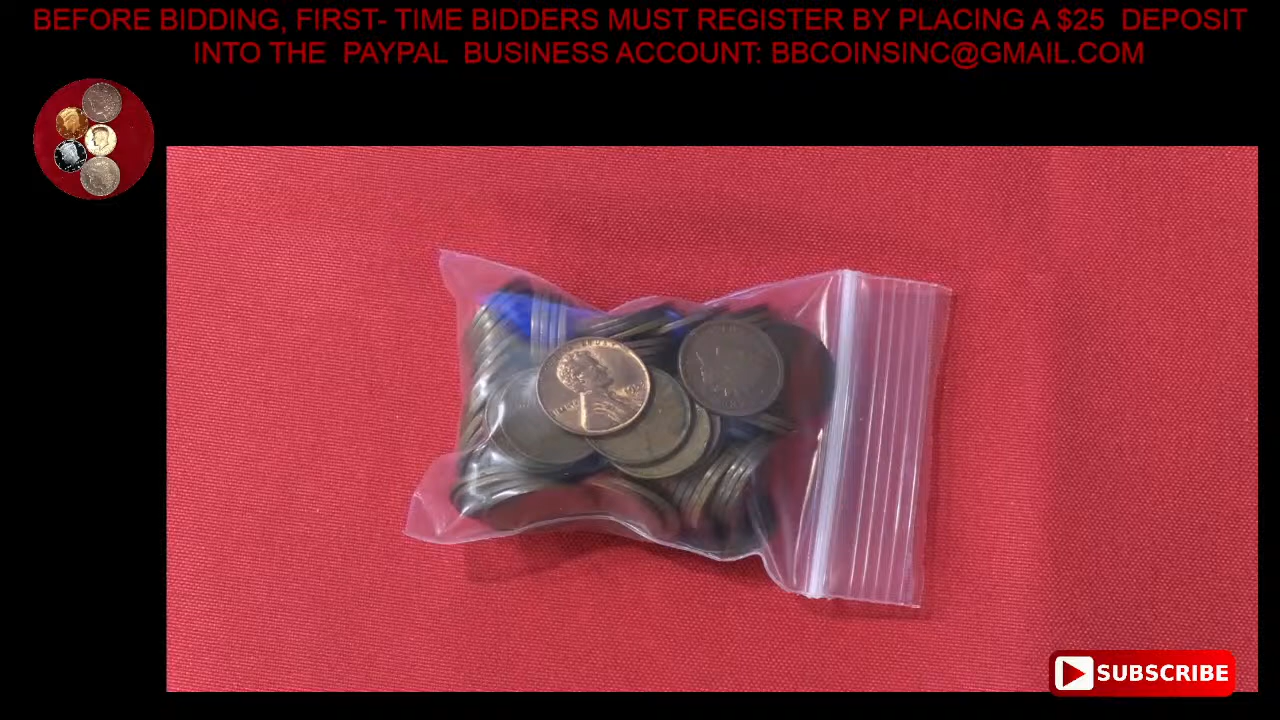 BEFORE BIDDING, FIRST- TIME BIDDERS MUST REGISTER BY PLACING A $25 DEPOSIT
INTO THE PAYPAL BUSINESS ACCOUNT: BBCOINSINC@GMAIL.COM
SUBSCRIBE